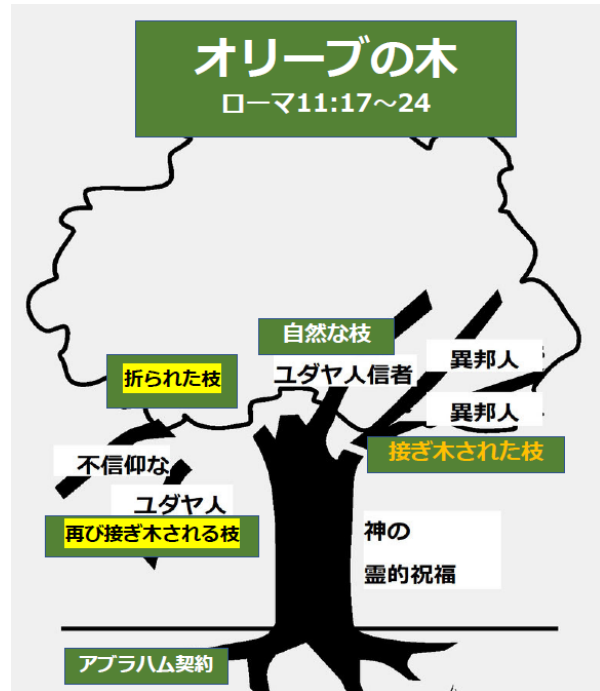 オリーブの木
ローマ11:17～24
自然な枝
ユダヤ人信者
異邦人
折られた枝
異邦人
接ぎ木された枝
不信仰な
ユダヤ人
再び接ぎ木される枝
神の
霊的祝福
アブラハム契約